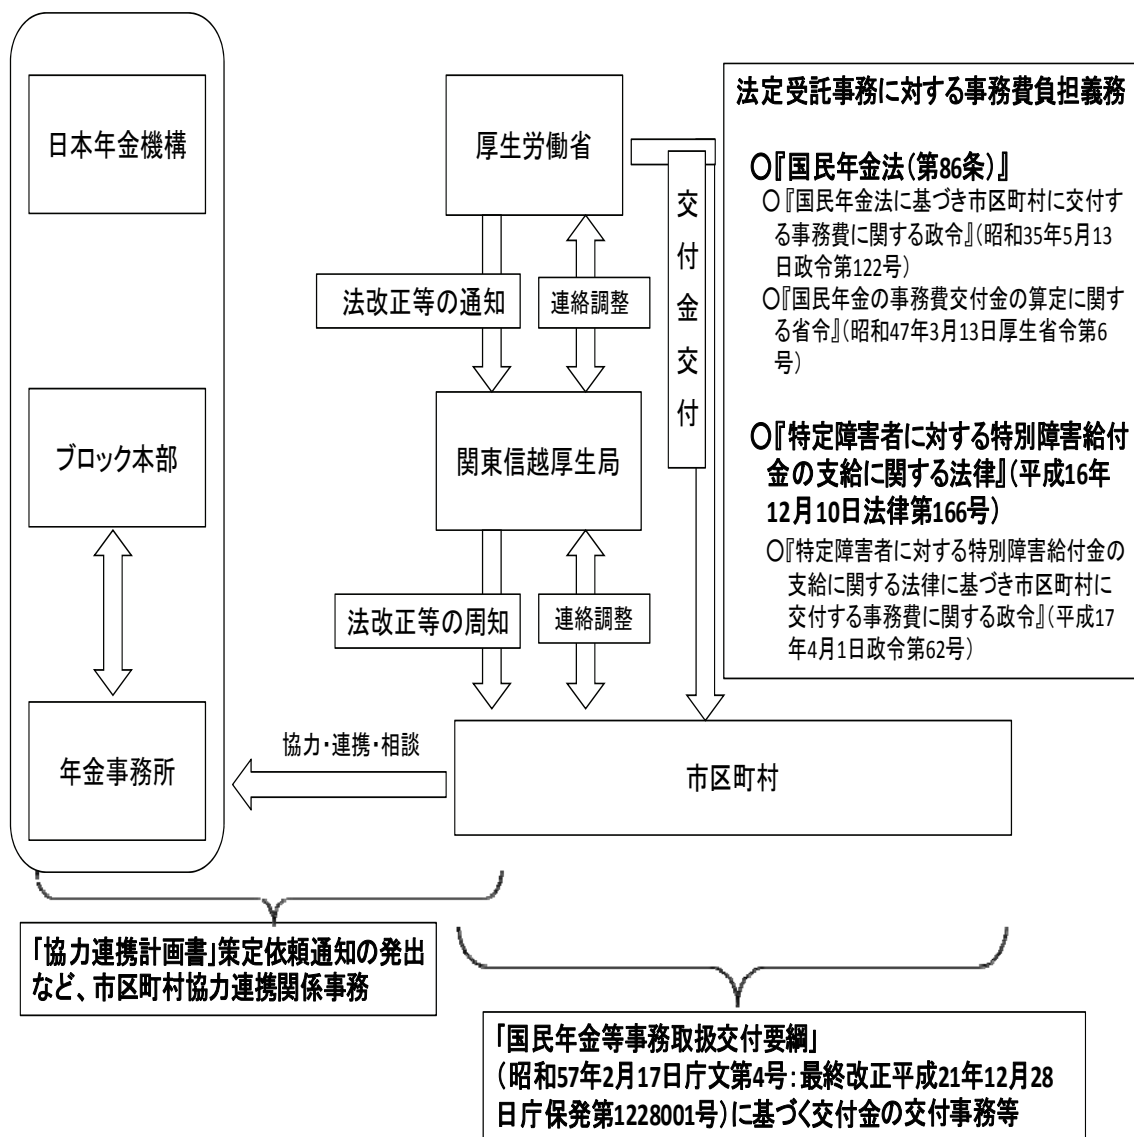 日本年金機構
ブロック本部
年金事務所
厚生労働省
法改正等の通知
連絡調整
交付金交付
関東信越厚生局
法改正等の周知
連絡調整
協力・連携・相談
市区町村
法定受託事務に対する事務費負担義務
〇『国民年金法(第86条)』
〇『国民年金法に基づき市区町村に交付す
る事務費に関する政令』(昭和35年5月13
日政令第122号)
〇『国民年金の事務費交付金の算定に関す
る省令』(昭和47年3月13日厚生省令第6
号)
〇『特定障害者に対する特別障害給付
金の支給に関する法律』(平成16年
12月10日法律第166号)
〇『特定障害者に対する特別障害給付金の
支給に関する法律に基づき市区町村に
交付する事務費に関する政令』(平成17
年4月1日政令第62号)
「協力連携計画書」策定依頼通知の発出
など、市区町村協力連携関係事務
「国民年金等事務取扱交付要綱」
(昭和57年2月17日庁文第4号:最終改正平成21年12月28
日庁保発第1228001号)に基づく交付金の交付事務等